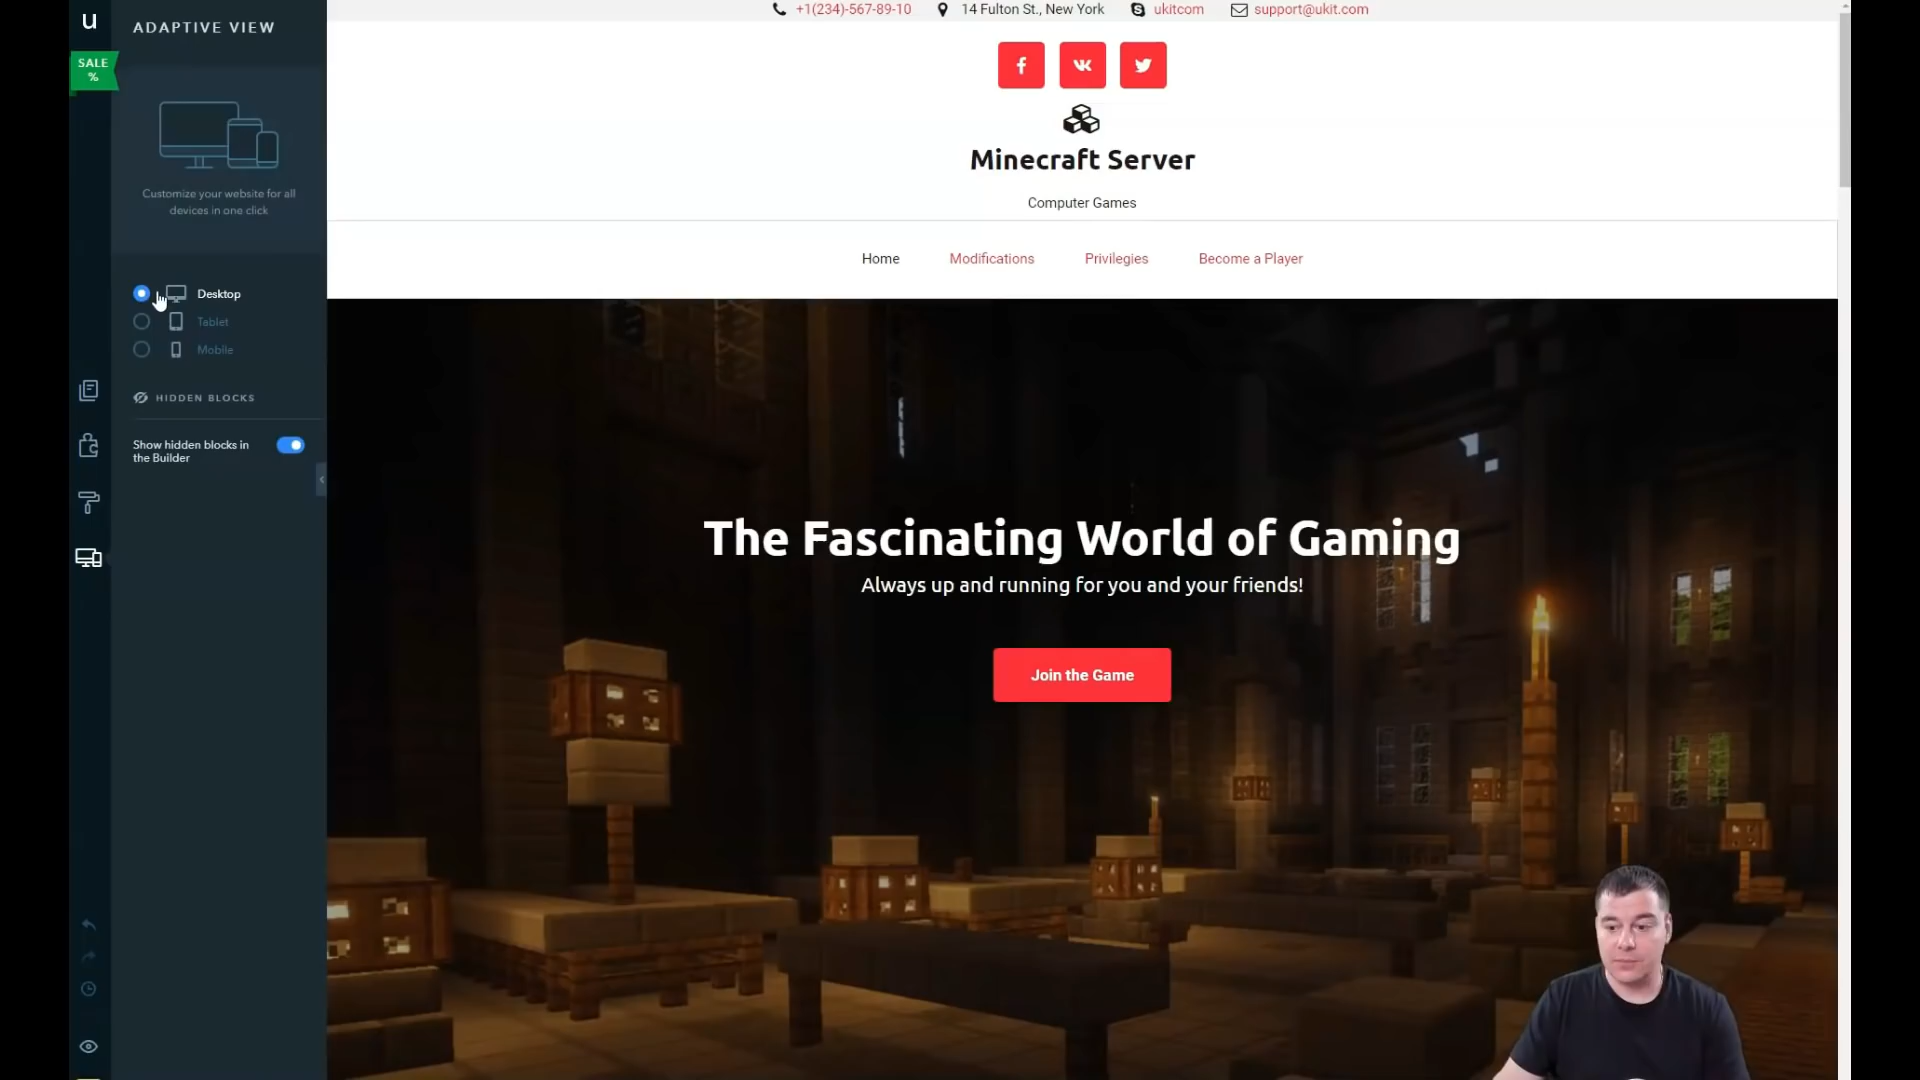 u
ADAPTIVE VIEW
SALE
%
Customize your website for all
devices in one click
Desktop
Tablet
Mobile
HIDDEN BLOCKS
Show hidden blocks in
the Builder
+1(234)-567-89-10 14 Fulton St., New York ukitcom support@ukit.com
Minecraft Server
Computer Games
Home Modifications Privilegies Become a Player
The Fascinating World of Gaming
Always up and running for you and your friends!
Join the Game